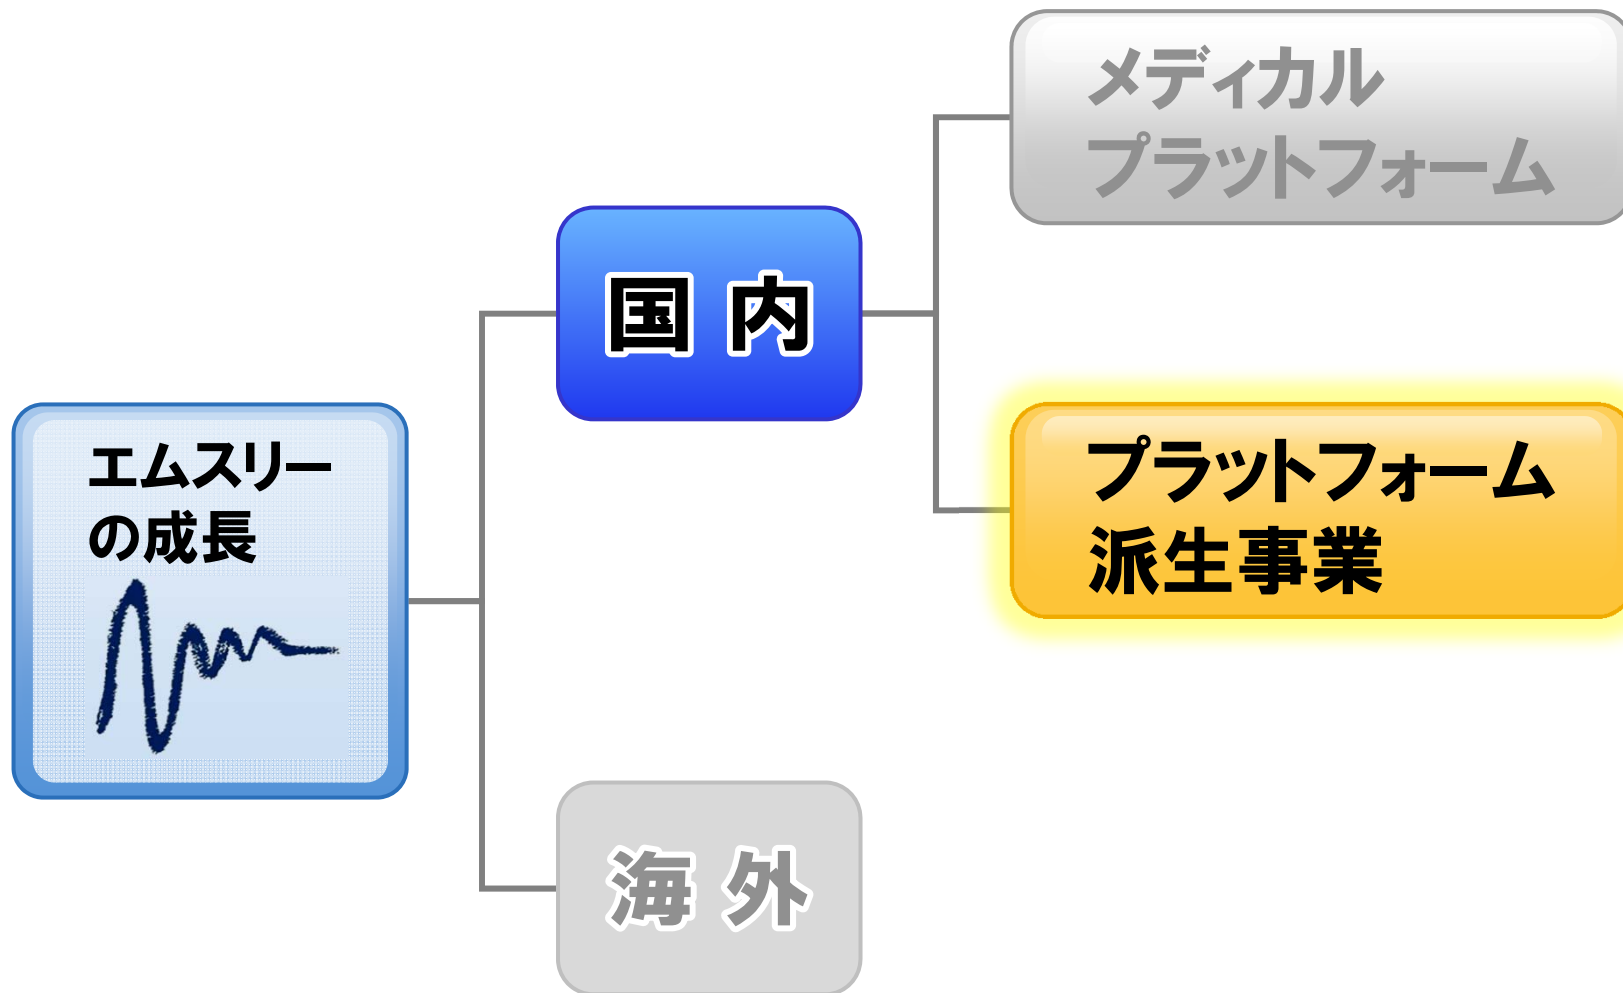 メディカル
プラットフォーム
国内
プラットフォーム
派生事業
エムスリー
の成長
海外